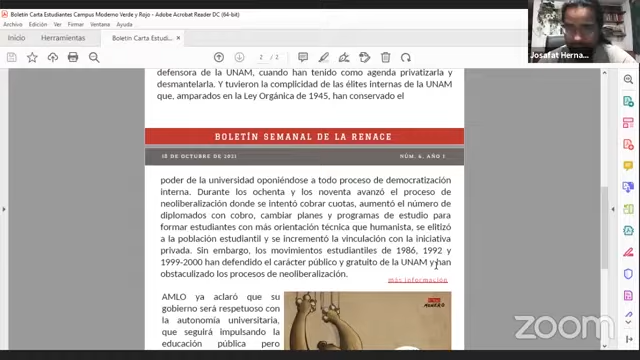 Boletín Carta Estudiantes Campus Moderno Verde y Rojo - Adobe Acrobat Reader DC (64-bit)
Archivo Edición Ver Firmar Ventana Ayuda
Inicio Herramientas Boletín Carta Estudi... ×
2 / 2
Josafat Herna...
defensora de la UNAM, cuando han tenido como agenda privatizarla y
desmantelarla. Y tuvieron la complicidad de las élites internas de la UNAM
que, amparados en la Ley Orgánica de 1945, han conservado el
BOLETÍN SEMANAL DE LA RENACE
18 DE OCTUBRE DE 2021 NÚM. 6, AÑO 1
poder de la universidad oponiéndose a todo proceso de democratización
interna. Durante los ochenta y los noventa avanzó el proceso de
neoliberalización donde se intentó cobrar cuotas, aumentó el número de
diplomados con cobro, cambiar planes y programas de estudio para
formar estudiantes con más orientación técnica que humanista, se elitizó
a la población estudiantil y se incrementó la vinculación con la iniciativa
privada. Sin embargo, los movimientos estudiantiles de 1986, 1992 y
1999-2000 han defendido el carácter público y gratuito de la UNAM y han
obstaculizado los procesos de neoliberalización.
más información
AMLO ya aclaró que su
gobierno será respetuoso con
la autonomía universitaria,
que seguirá impulsando la
educación pública pero
zoom